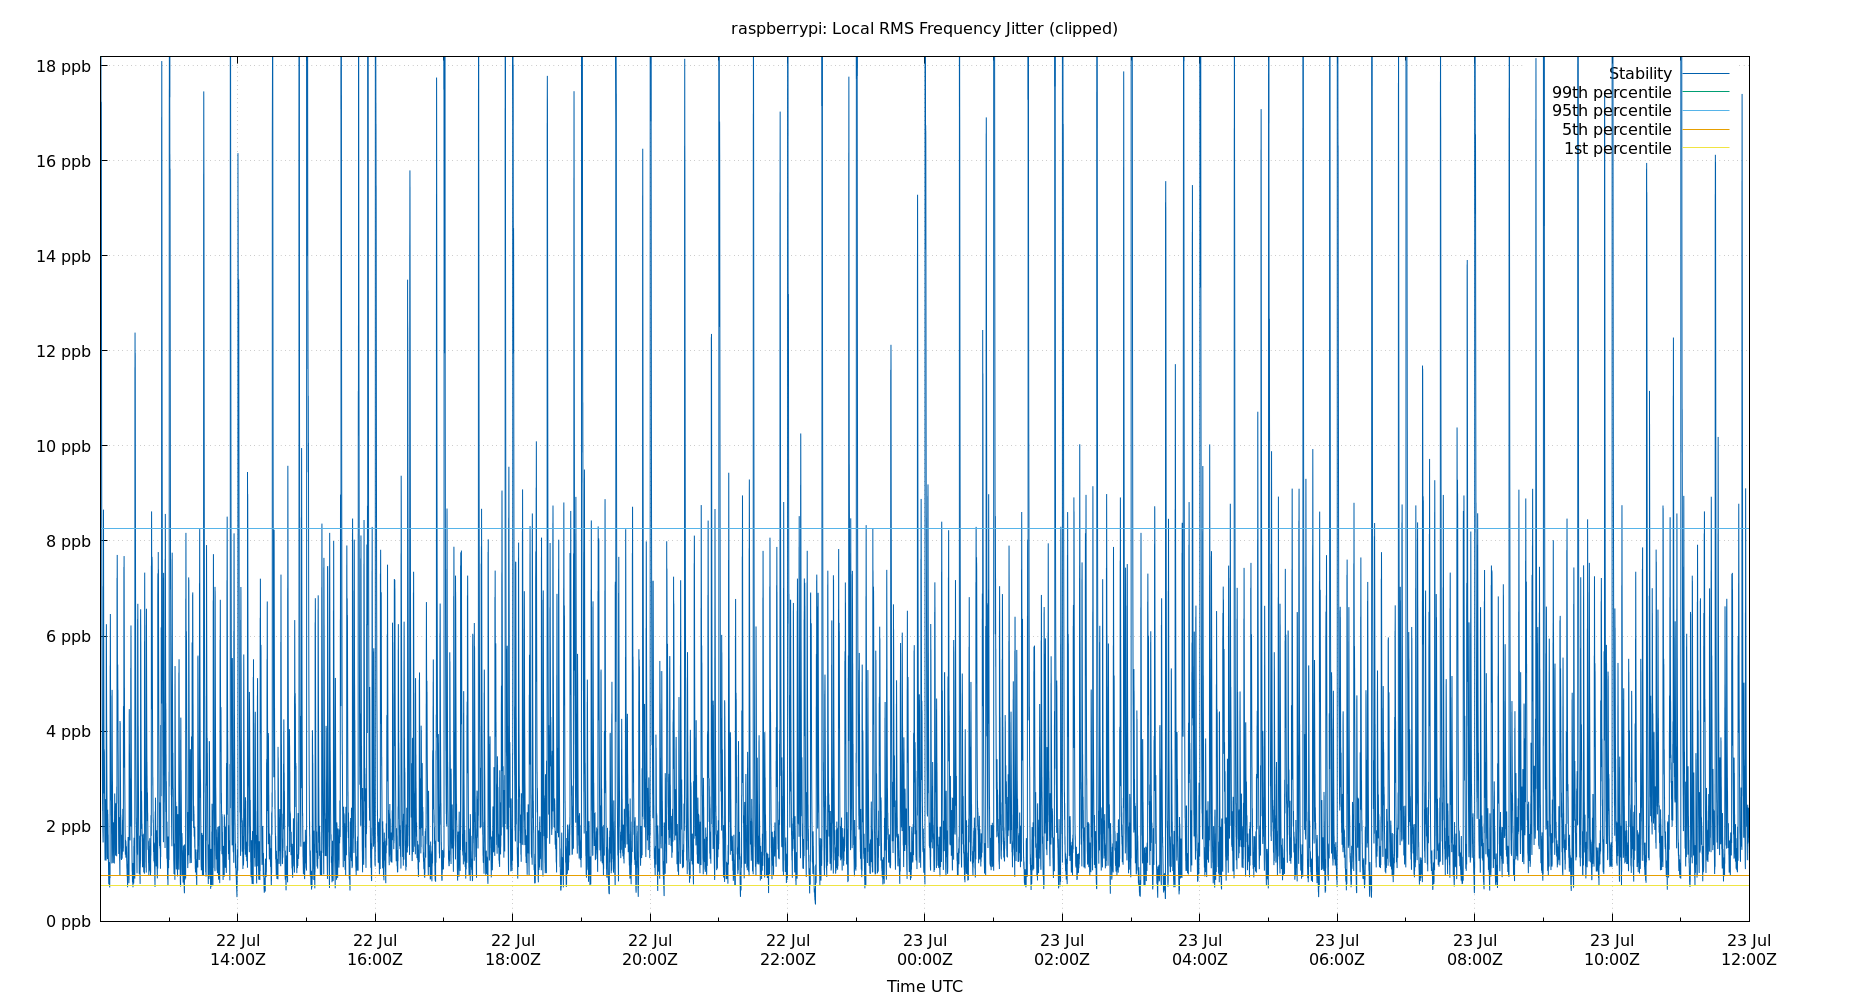 raspberrypi: Local RMS Frequency Jitter (clipped)
18 ppb
16 ppb
14 ppb
12 ppb
10 ppb
8 ppb
6 ppb
4 ppb
2 ppb
0 ppb
Stability
99th percentile
95th percentile
5th percentile
1st percentile
22 Jul 22 Jul 22 Jul 22 Jul 22 Jul 23 Jul 23 Jul 23 Jul 23 Jul 23 Jul 23 Jul 23 Jul
14:00Z 16:00Z 18:00Z 20:00Z 22:00Z 00:00Z 02:00Z 04:00Z 06:00Z 08:00Z 10:00Z 12:00Z
Time UTC